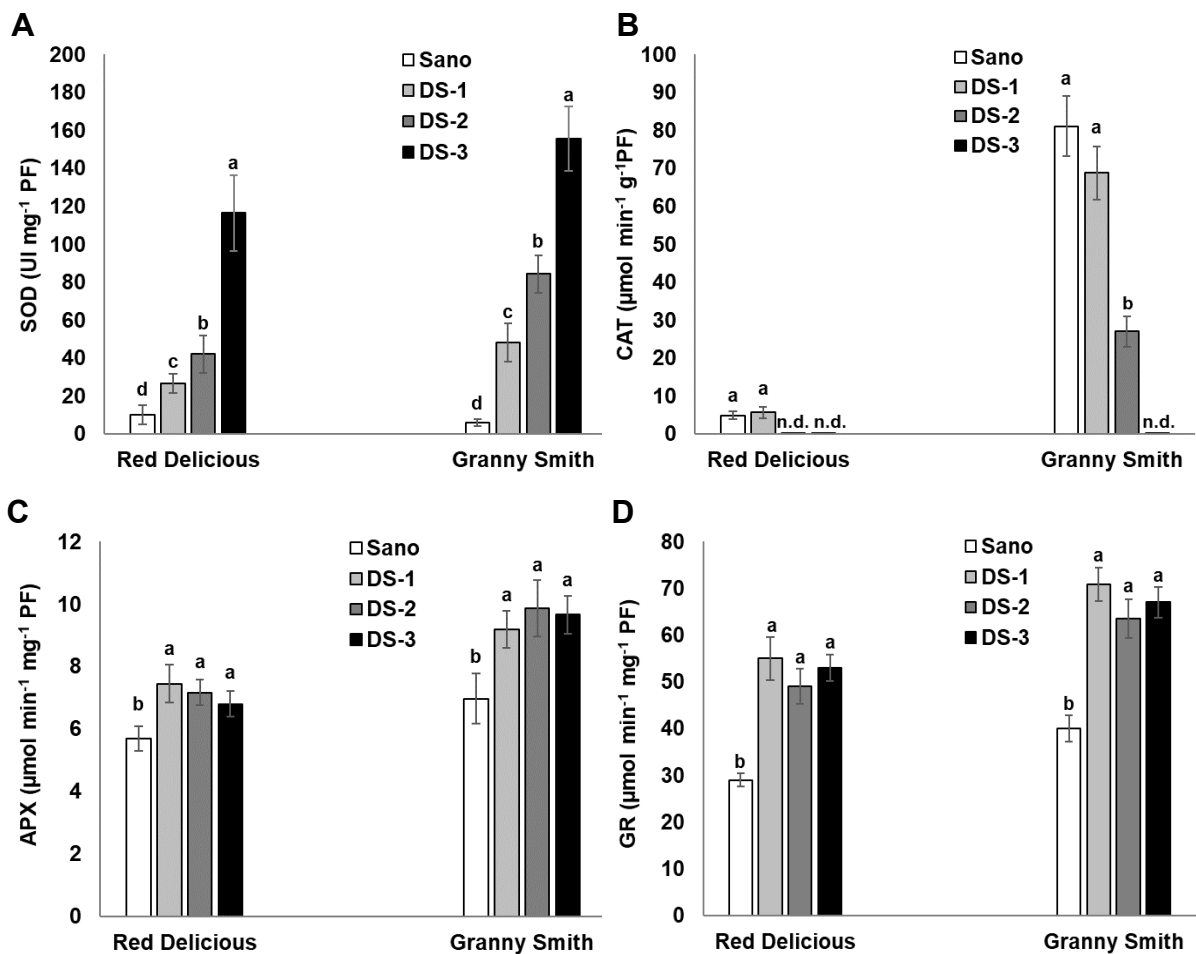 A
SOD (UI mg⁻¹ PF)
200
180
160
140
120
100
80
60
40
20
0
Sano
DS-1
DS-2
DS-3
d
c
b
a
d
c
b
a
Red Delicious
Granny Smith
B
CAT (µmol min⁻¹ g⁻¹PF)
100
90
80
70
60
50
40
30
20
10
0
Sano
DS-1
DS-2
DS-3
a
a
n.d.
n.d.
a
a
b
n.d.
Red Delicious
Granny Smith
C
APX (µmol min⁻¹ mg⁻¹ PF)
12
10
8
6
4
2
0
Sano
DS-1
DS-2
DS-3
b
a
a
a
b
a
a
a
Red Delicious
Granny Smith
D
GR (µmol min⁻¹ mg⁻¹ PF)
80
70
60
50
40
30
20
10
0
Sano
DS-1
DS-2
DS-3
b
a
a
a
b
a
a
a
Red Delicious
Granny Smith